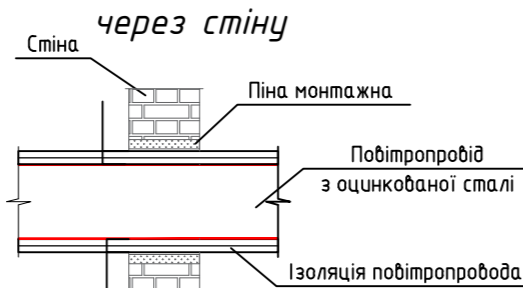 через стіну
Стіна
Піна монтажна
Повітропровід
з оцинкованої сталі
Ізоляція повітропровода